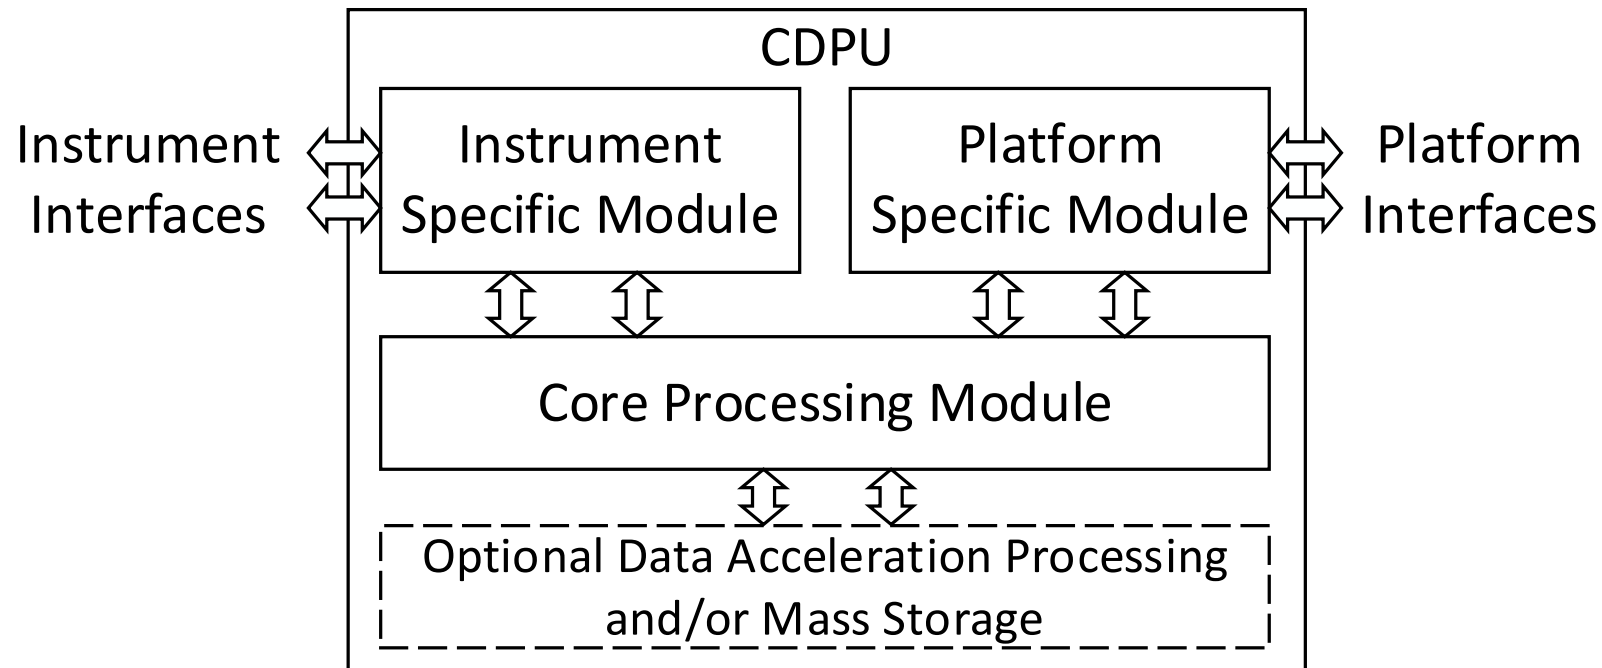 CDPU
Instrument
Interfaces
Instrument
Specific Module
Platform
Specific Module
Platform
Interfaces
Core Processing Module
Optional Data Acceleration Processing
and/or Mass Storage